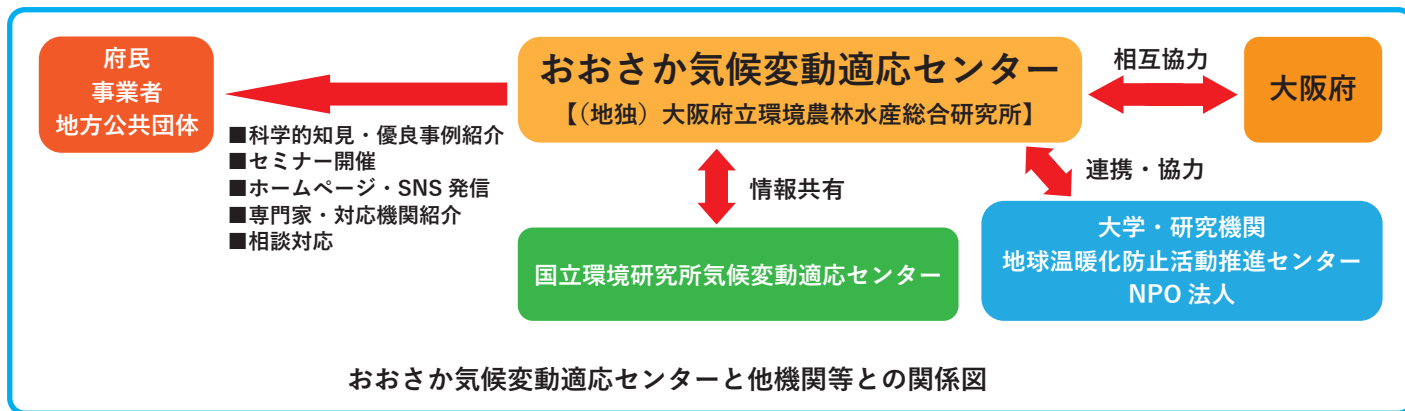 府民
事業者
地方公共団体
■科学的知見・優良事例紹介
■セミナー開催
■ホームページ・SNS 発信
■専門家・対応機関紹介
■相談対応
おおさか気候変動適応センター
【（地独）大阪府立環境農林水産総合研究所】
相互協力
大阪府
情報共有
連携・協力
国立環境研究所気候変動適応センター
大学・研究機関
地球温暖化防止活動推進センター
NPO 法人
おおさか気候変動適応センターと他機関等との関係図